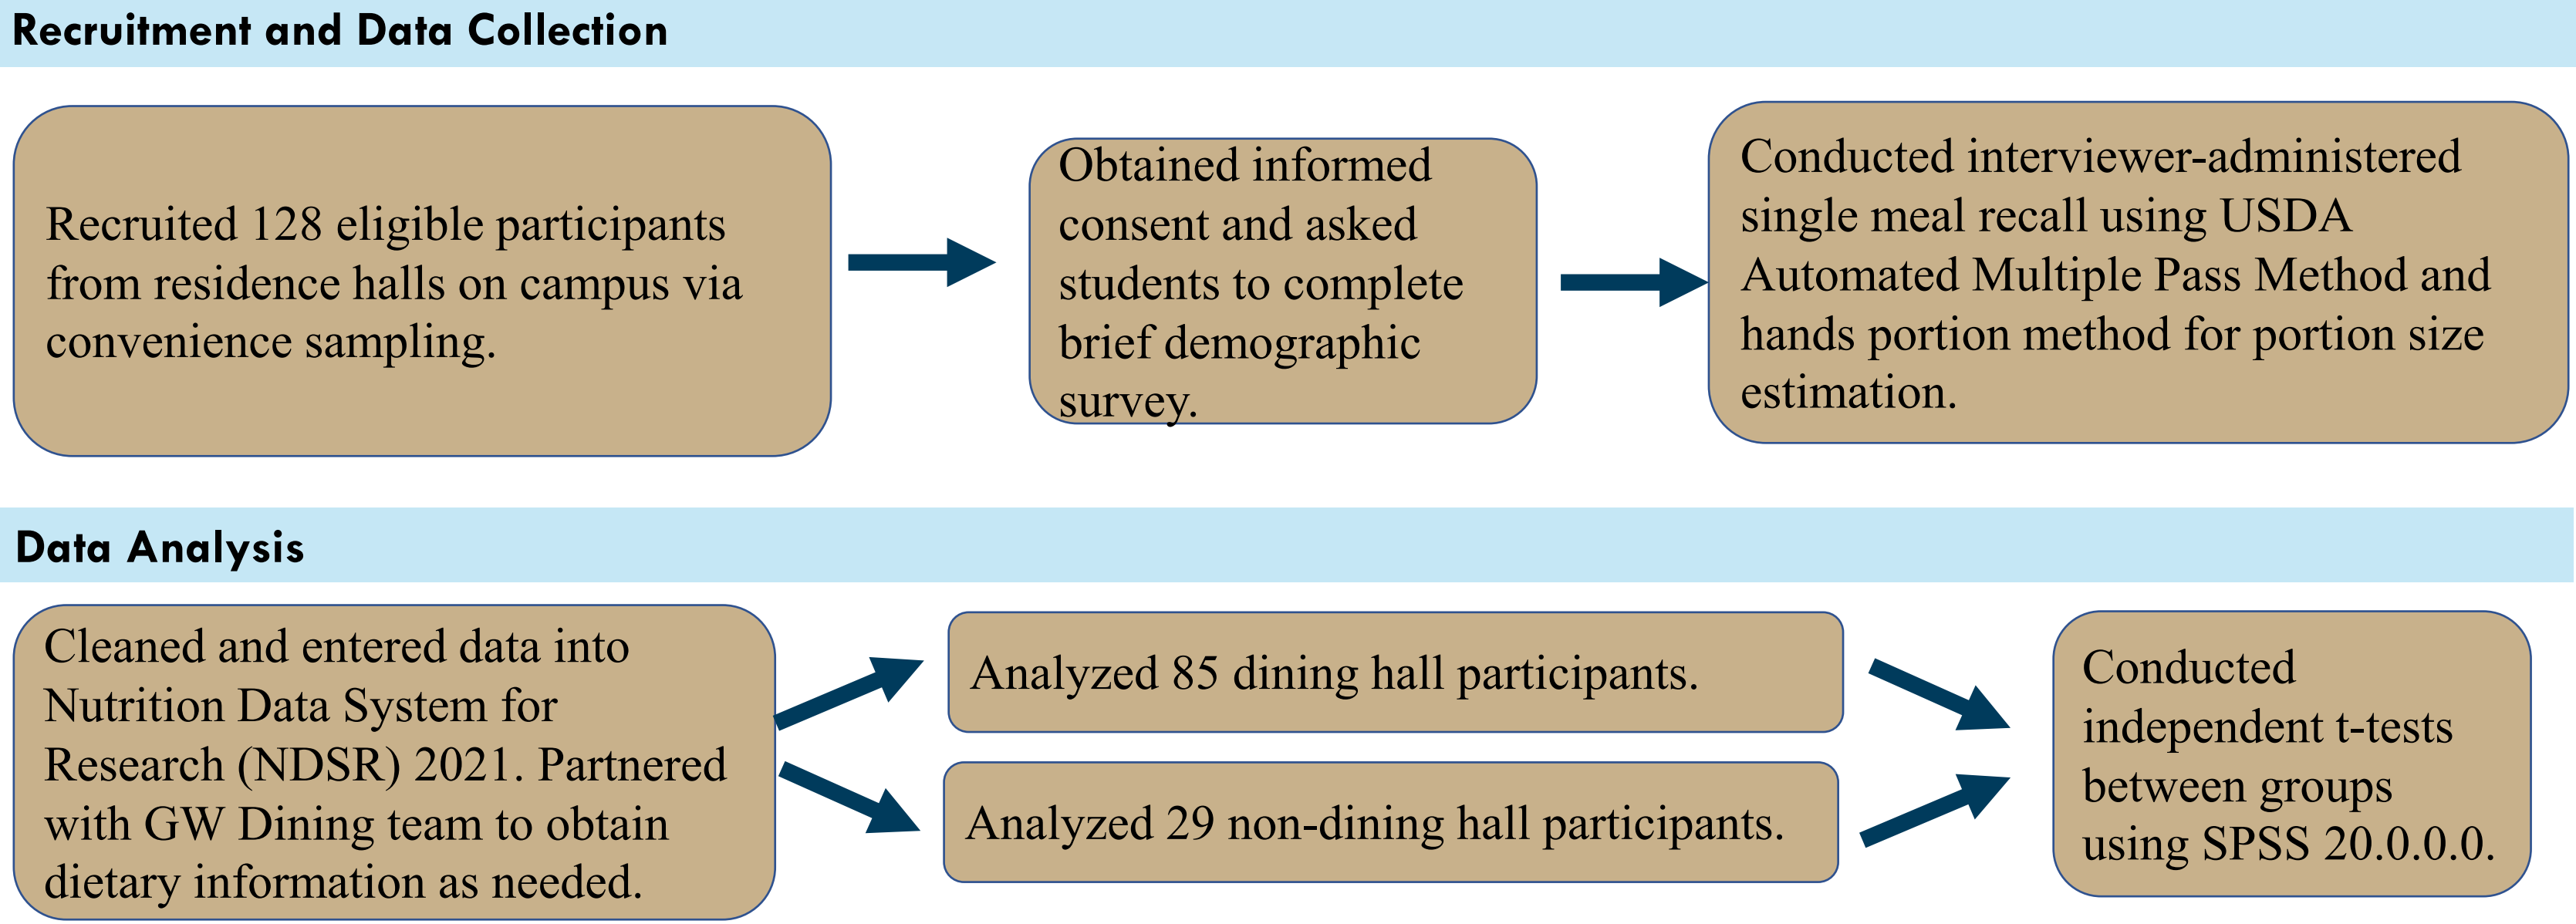 Recruitment and Data Collection
Recruited 128 eligible participants
from residence halls on campus via
convenience sampling.
Obtained informed
consent and asked
students to complete
brief demographic
survey.
Conducted interviewer-administered
single meal recall using USDA
Automated Multiple Pass Method and
hands portion method for portion size
estimation.
Data Analysis
Cleaned and entered data into
Nutrition Data System for
Research (NDSR) 2021. Partnered
with GW Dining team to obtain
dietary information as needed.
Analyzed 85 dining hall participants.
Analyzed 29 non-dining hall participants.
Conducted
independent t-tests
between groups
using SPSS 20.0.0.0.